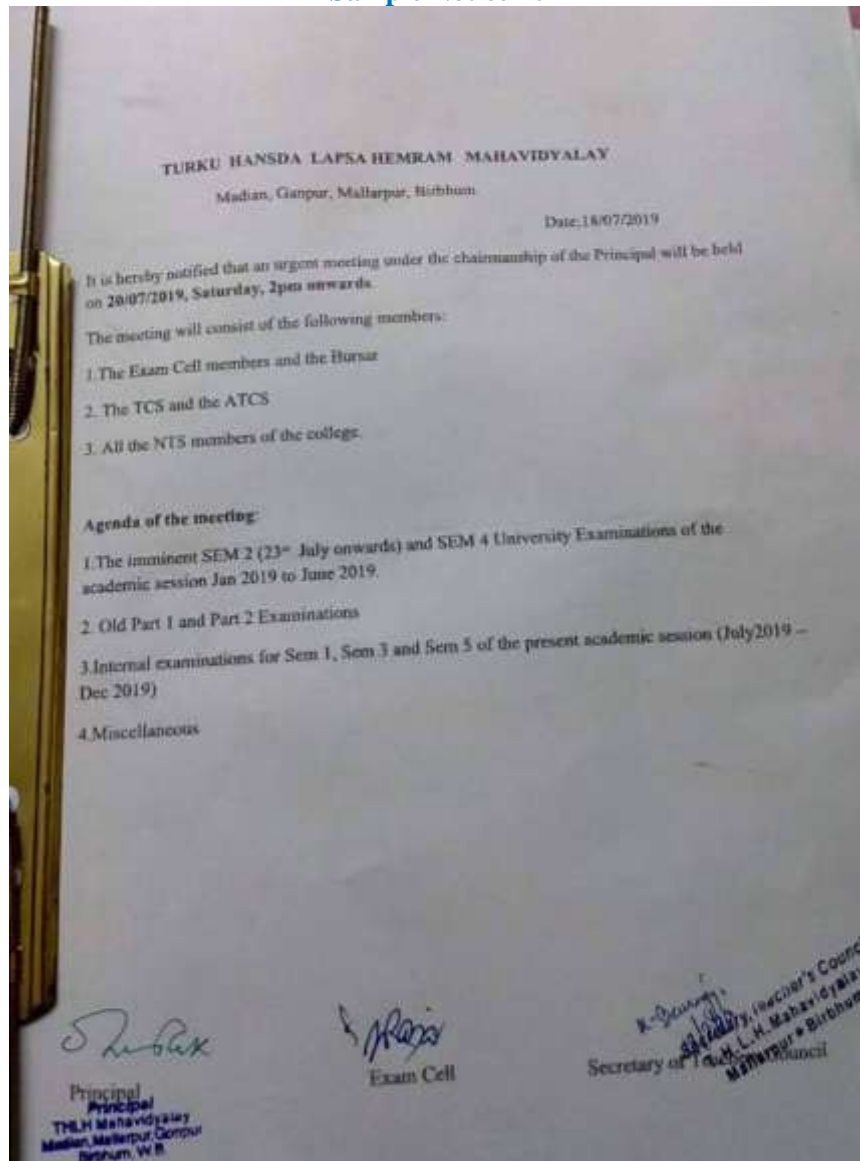 TURKU HANSDA LAPSA HEMRAM MAHAVIDYALAY
Madian, Ganpur, Mallarpur, Birbhum.
Date:18/07/2019
It is hereby notified that an urgent meeting under the chairmanship of the Principal will be held
on 20/07/2019, Saturday, 2pm onwards.
The meeting will consist of the following members:
1.The Exam Cell members and the Bursar
2. The TCS and the ATCS
3. All the NTS members of the college.
Agenda of the meeting:
1.The imminent SEM 2 (23rd July onwards) and SEM 4 University Examinations of the
academic session Jan 2019 to June 2019.
2. Old Part 1 and Part 2 Examinations
3.Internal examinations for Sem 1, Sem 3 and Sem 5 of the present academic session (July2019 –
Dec 2019)
4.Miscellaneous
Principal
Principal
THLH Mahavidyalay
Madian, Mallarpur, Gonpur
Birbhum, W.B.
Exam Cell
Secretary, Teacher's Counc
T. H. L. H. Mahavidyala
Mallarpur * Birbhum
Secretary of Council